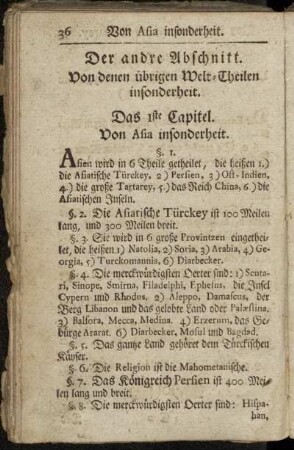 36 Von Asia insonderheit.
Der andre Abschnitt.
Von denen übrigen Welt-Theilen
insonderheit.
Das 1ste Capitel.
Von Asia insonderheit.
§. 1.
Asien wird in 6 Theile getheilet, die heißen 1.)
die Asiatische Türckey. 2) Persien, 3) Ost-Indien,
4.) die große Tartarey, 5.) das Reich China, 6.) die
Asiatischen Inseln.
§. 2. Die Asiatische Türckey ist 100 Meilen
lang, und 300 Meilen breit.
§. 3. Sie wird in 6 große Provintzen eingethei-
let, die heißen 1) Natolia, 2) Soria, 3) Arabia, 4) Ge-
orgia, 5) Turckomannia, 6) Diarbecker.
§. 4. Die merckwürdigsten Oerter sind: 1) Scuta-
ri, Sinope, Smirna, Filadelphi, Ephesus, die Insel
Cypern und Rhodus, 2) Aleppo, Damascus, der
Berg Libanon und das gelobte Land oder Palæstina.
3) Balsora, Mecca, Medina. 4) Erzerum, das Ge-
bürge Ararat. 6) Diarbecker, Mosul und Bagdad.
§. 5. Das gantze Land gehöret dem Türckischen
Käyser.
§. 6. Die Religion ist die Mahometanische.
§. 7. Das Königreich Persien ist 400 Mei-
len lang und breit.
§. 8. Die merckwürdigsten Oerter sind: Hispa-
han,